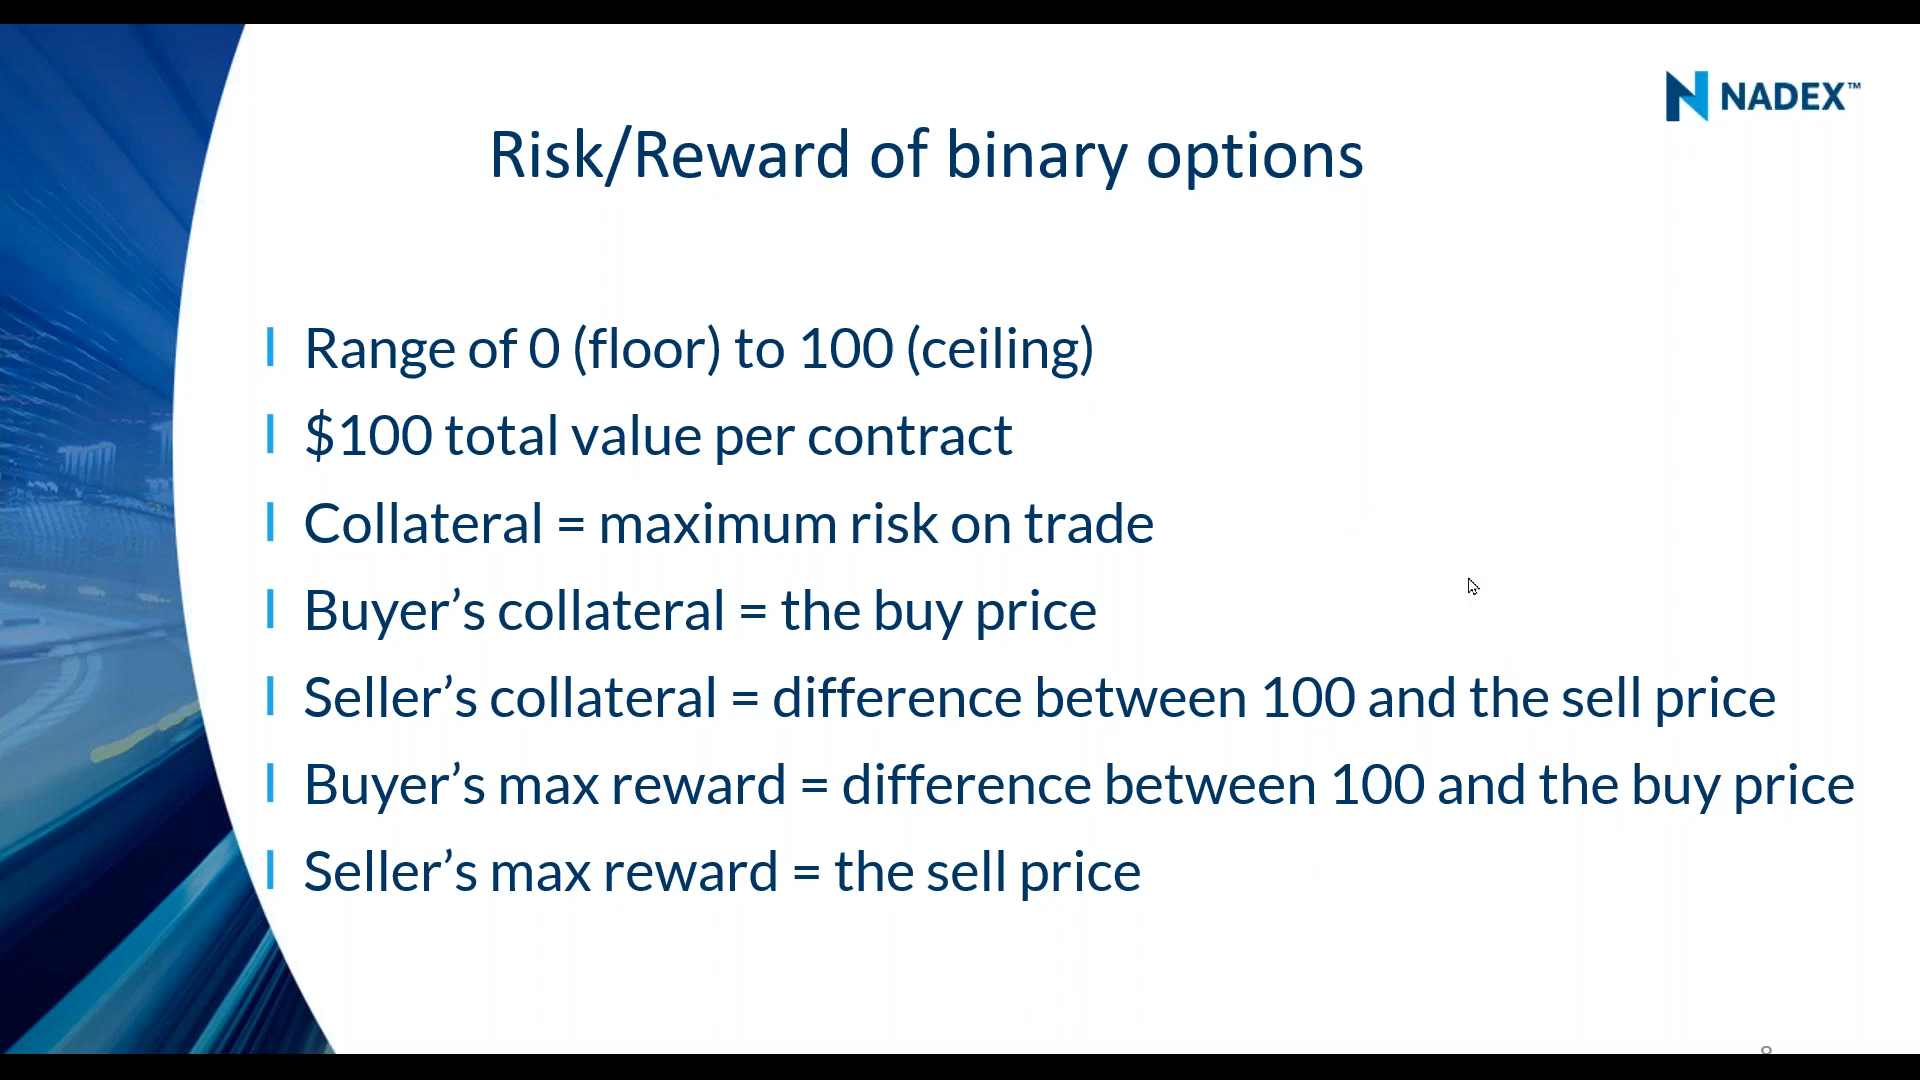 NADEX™
Risk/Reward of binary options
Range of 0 (floor) to 100 (ceiling)
$100 total value per contract
Collateral = maximum risk on trade
Buyer’s collateral = the buy price
Seller’s collateral = difference between 100 and the sell price
Buyer’s max reward = difference between 100 and the buy price
Seller’s max reward = the sell price